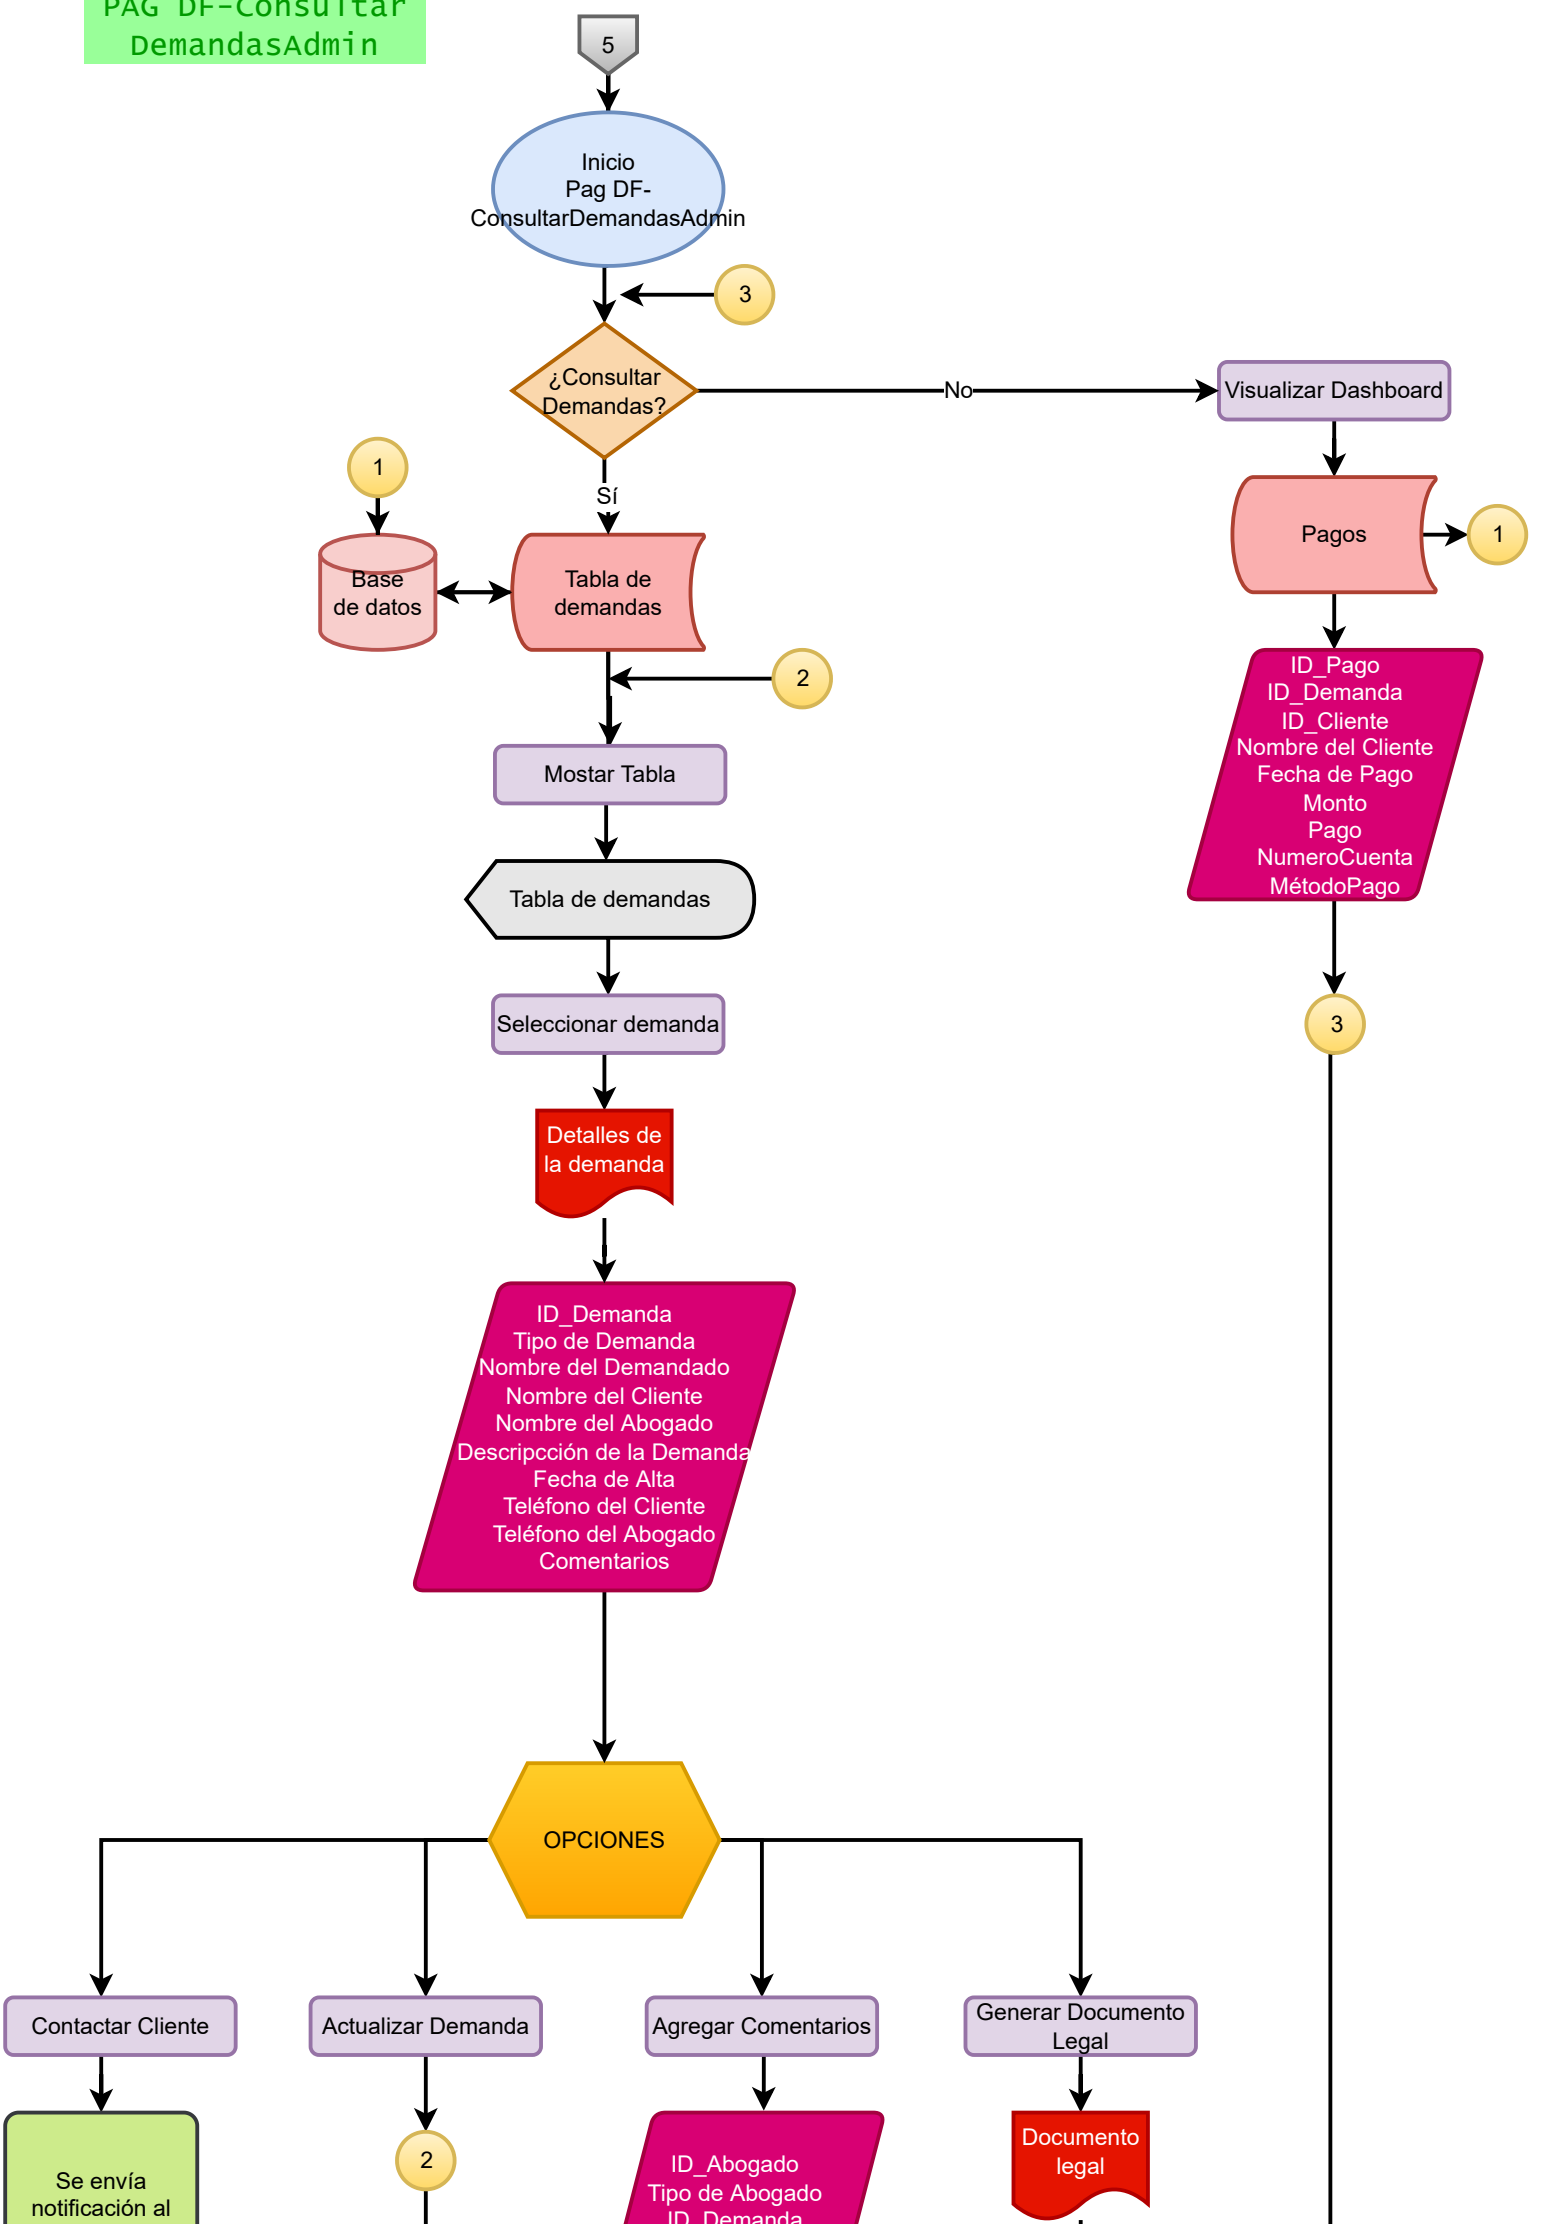 PAG DF-Consultar
DemandasAdmin
5
Inicio
Pag DF-
ConsultarDemandasAdmin
3
¿Consultar
Demandas?
No
Visualizar Dashboard
1
Sí
Base
de datos
Tabla de
demandas
Pagos
1
2
ID_Pago
ID_Demanda
ID_Cliente
Nombre del Cliente
Fecha de Pago
Monto
Pago
NumeroCuenta
MétodoPago
Mostar Tabla
Tabla de demandas
Seleccionar demanda
3
Detalles de
la demanda
ID_Demanda
Tipo de Demanda
Nombre del Demandado
Nombre del Cliente
Nombre del Abogado
Descripcción de la Demanda
Fecha de Alta
Teléfono del Cliente
Teléfono del Abogado
Comentarios
OPCIONES
Contactar Cliente
Actualizar Demanda
Agregar Comentarios
Generar Documento
Legal
Se envía
notificación al
2
ID_Abogado
Tipo de Abogado
ID_Demanda
Documento
legal